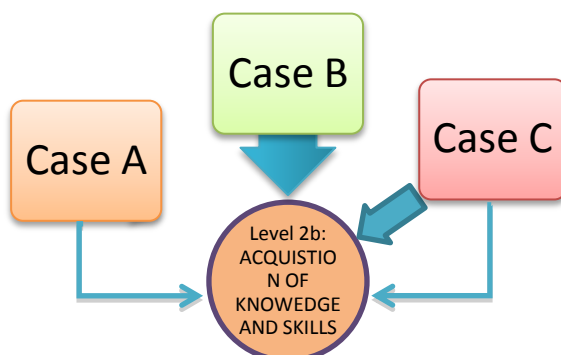 Case A
Case B
Case C
Level 2b:
ACQUISTIO
N OF
KNOWEDGE
AND SKILLS